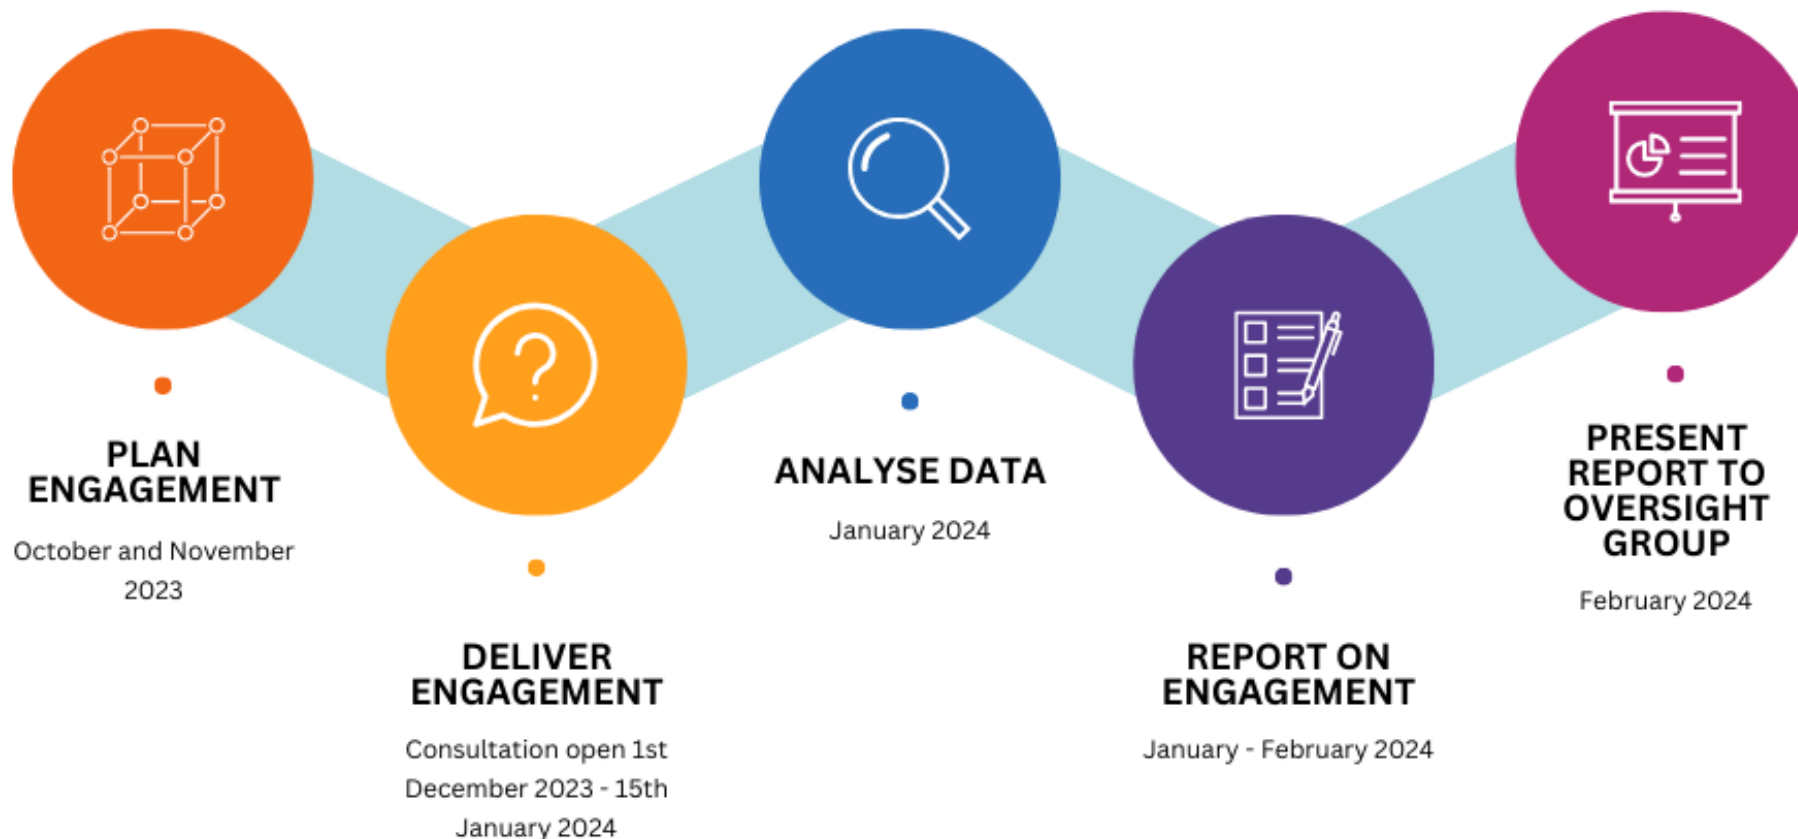 PLAN
ENGAGEMENT
October and November
2023
DELIVER
ENGAGEMENT
Consultation open 1st
December 2023 - 15th
January 2024
ANALYSE DATA
January 2024
REPORT ON
ENGAGEMENT
January - February 2024
PRESENT
REPORT TO
OVERSIGHT
GROUP
February 2024
?